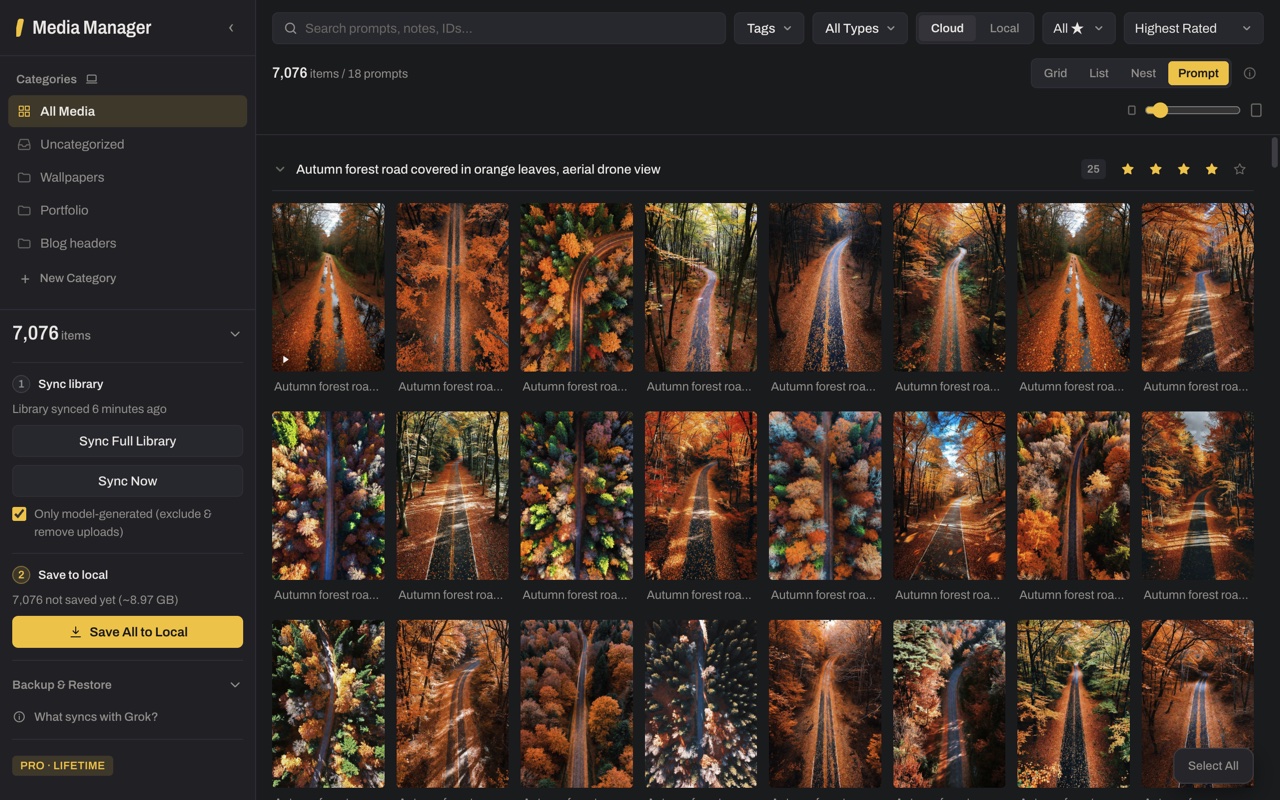 Media Manager
Categories
All Media
Uncategorized
Wallpapers
Portfolio
Blog headers
New Category
7,076 items
1 Sync library
Library synced 6 minutes ago
Sync Full Library
Sync Now
Only model-generated (exclude &
remove uploads)
2 Save to local
7,076 not saved yet (~8.97 GB)
Save All to Local
Backup & Restore
What syncs with Grok?
PRO · LIFETIME
Search prompts, notes, IDs...
Tags
All Types
Cloud Local
All ★
Highest Rated
7,076 items / 18 prompts
Grid List Nest Prompt
Autumn forest road covered in orange leaves, aerial drone view
25
Autumn forest roa... Autumn forest roa... Autumn forest roa... Autumn forest roa... Autumn forest roa... Autumn forest roa... Autumn forest roa... Autumn forest roa...
Autumn forest roa... Autumn forest roa... Autumn forest roa... Autumn forest roa... Autumn forest roa... Autumn forest roa... Autumn forest roa... Autumn forest roa...
Select All